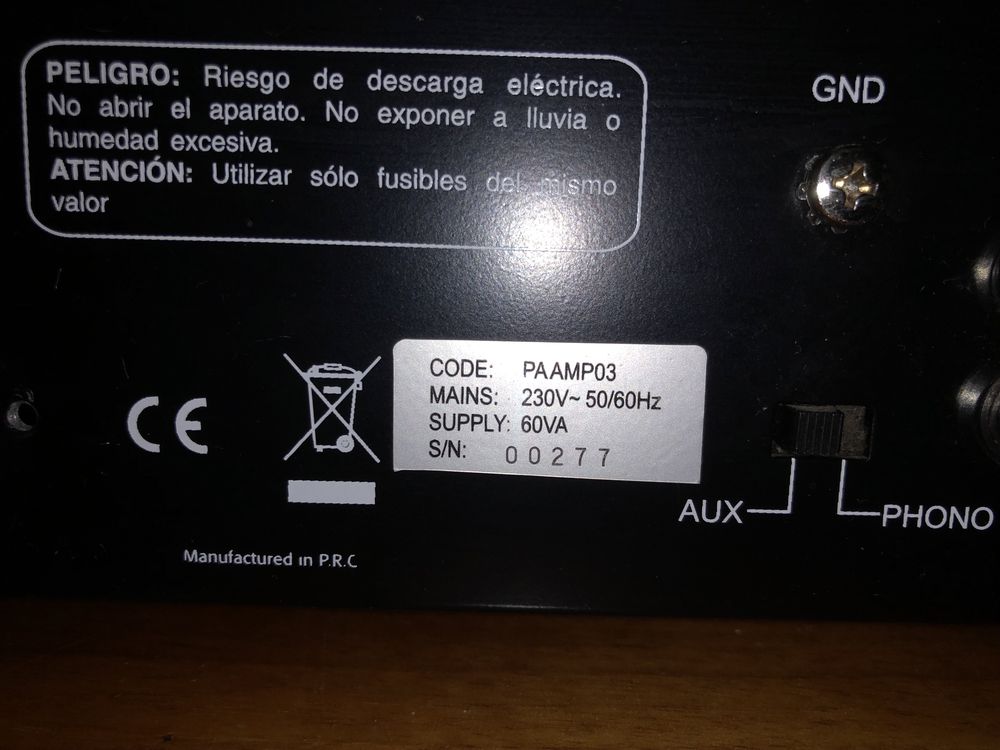 PELIGRO: Riesgo de descarga eléctrica.
No abrir el aparato. No exponer a lluvia o
humedad excesiva.
ATENCIÓN: Utilizar sólo fusibles del mismo
valor
GND
CE
CODE: PAAMP03
MAINS: 230V~ 50/60Hz
SUPPLY: 60VA
S/N: 00277
AUX
PHONO
Manufactured in P.R.C